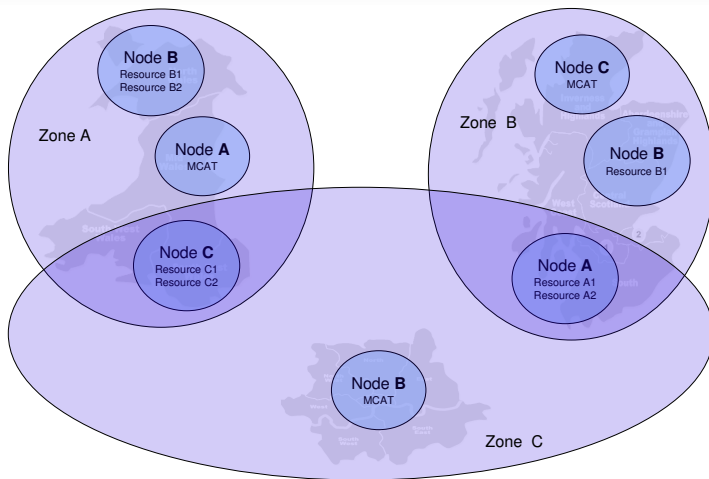 Node B
Resource B1
Resource B2
Zone A
Node A
MCAT
Node C
Resource C1
Resource C2
Node C
MCAT
Zone B
Node B
Resource B1
Node A
Resource A1
Resource A2
Node B
MCAT
Zone C